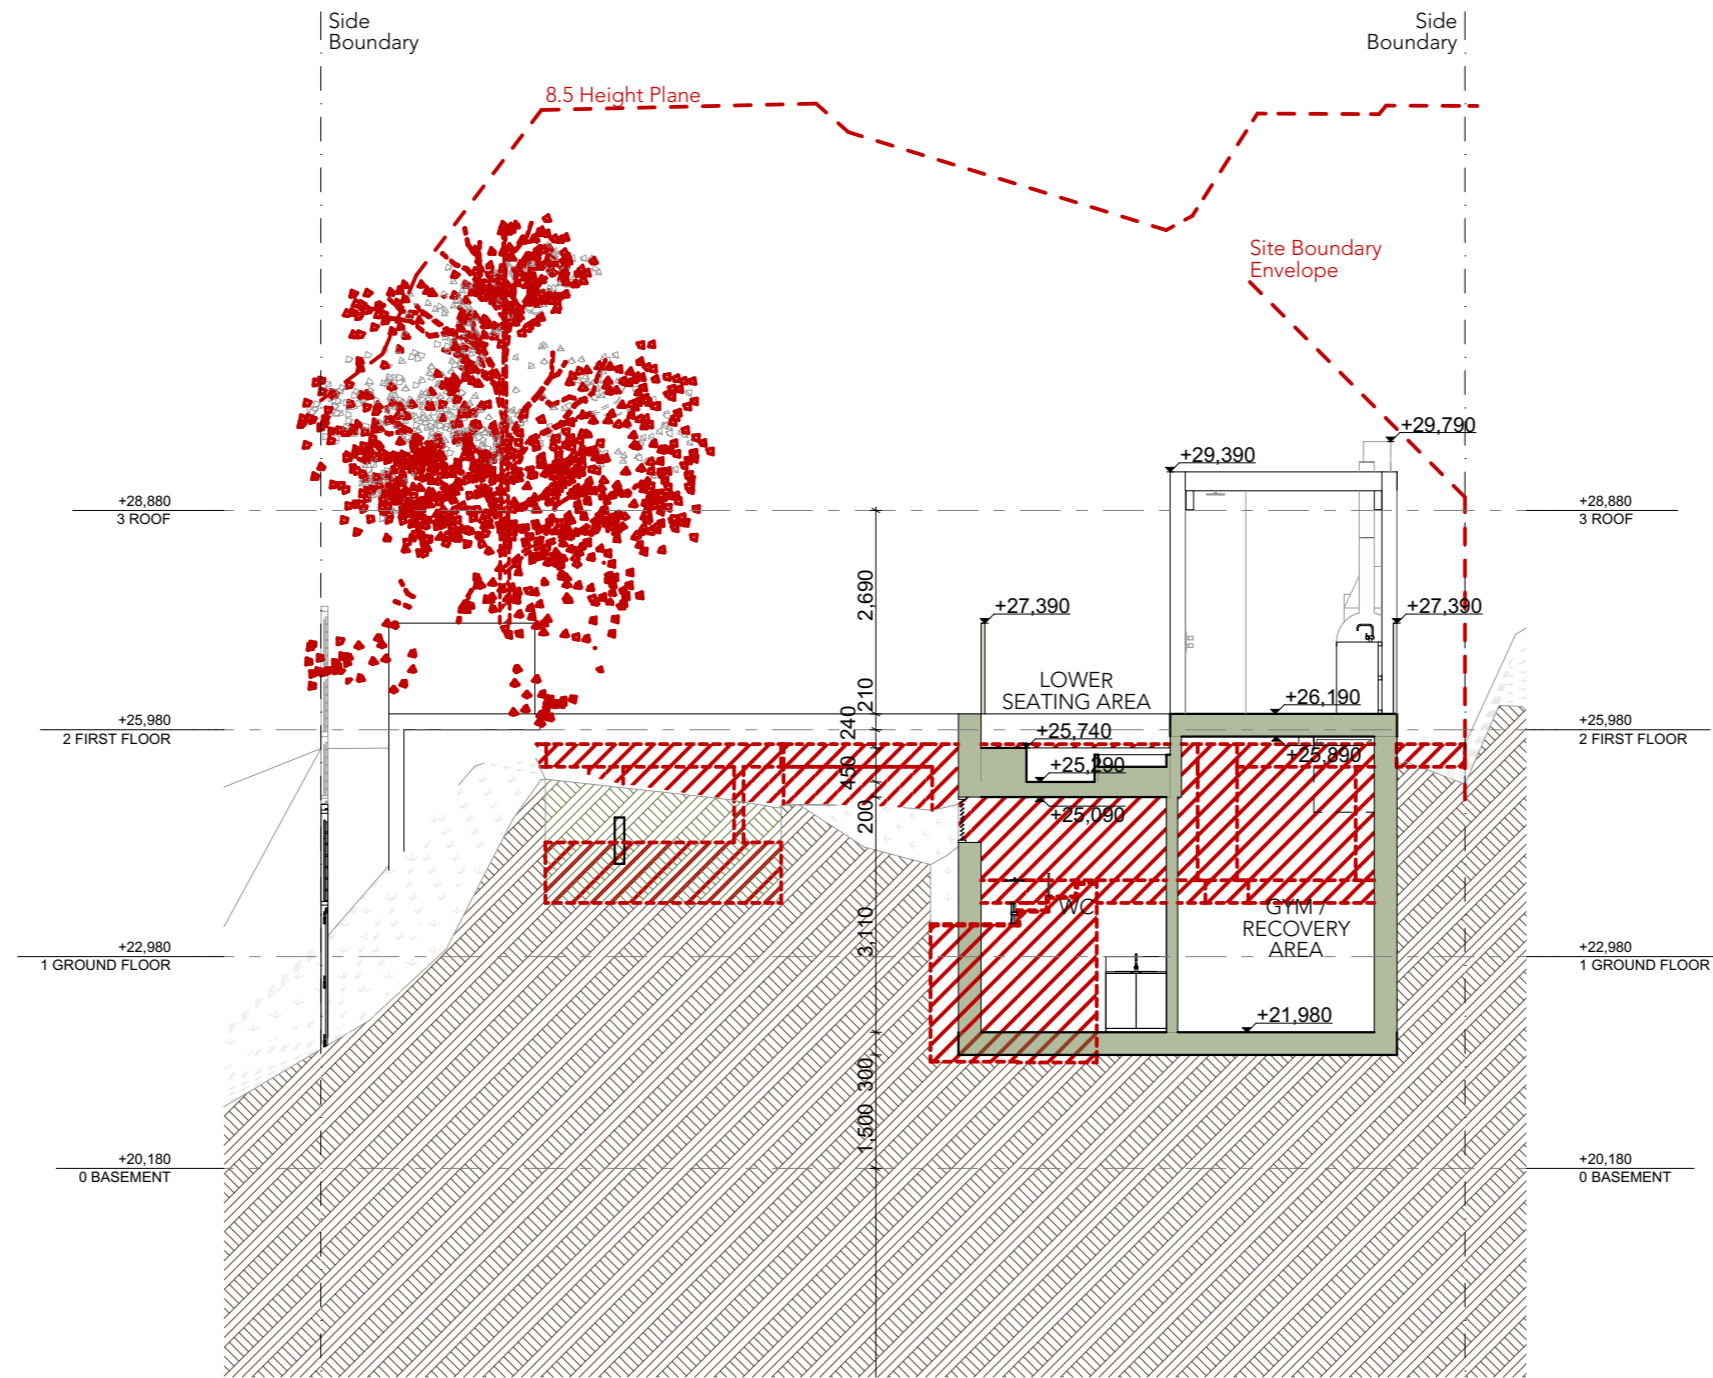 Side
Boundary
Side
Boundary
8.5 Height Plane
Site Boundary
Envelope
+29,790
+29,390
+28,880
3 ROOF
+28,880
3 ROOF
2,690
+27,390
+27,390
LOWER
SEATING AREA
210
+26,190
+25,980
2 FIRST FLOOR
240
+25,740
+25,980
2 FIRST FLOOR
+25,890
450
+25,290
200
+25,090
WC
GYM /
RECOVERY
AREA
3,110
+22,980
1 GROUND FLOOR
+22,980
1 GROUND FLOOR
+21,980
300
1,500
+20,180
0 BASEMENT
+20,180
0 BASEMENT